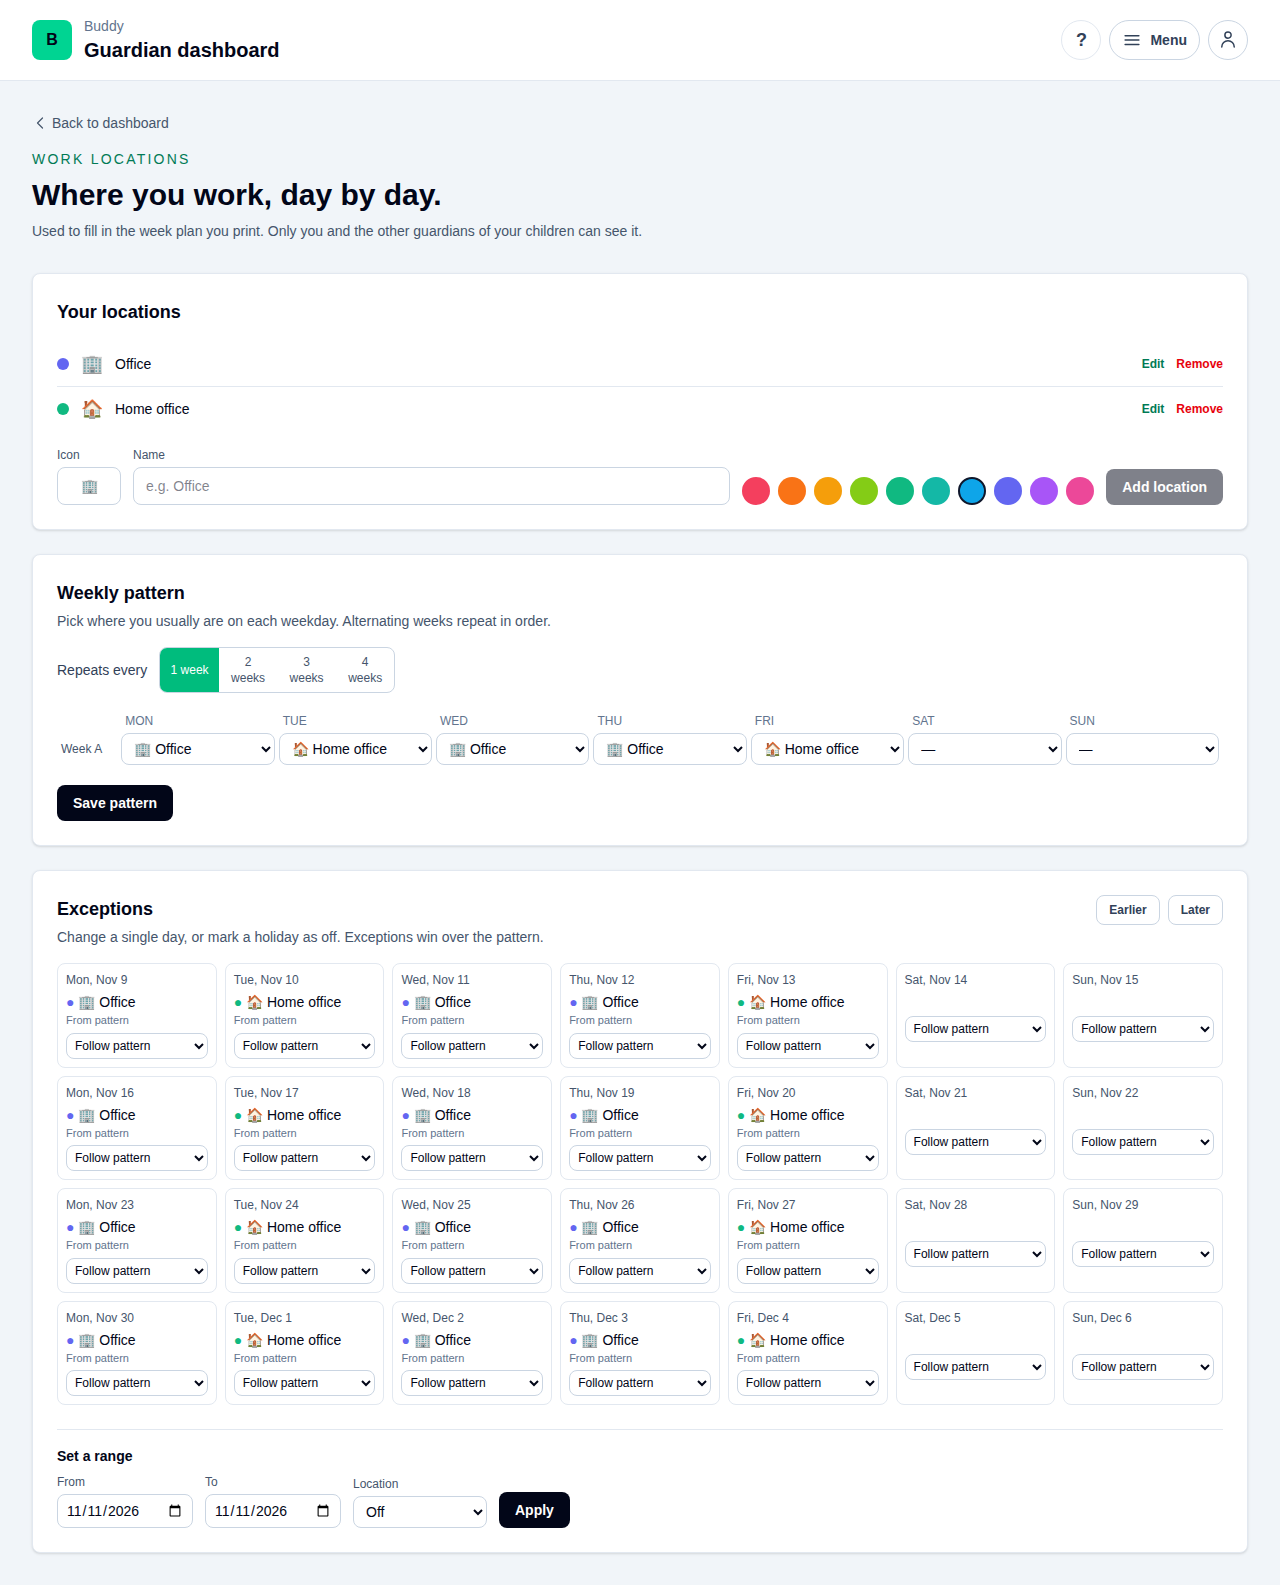 B
Buddy
Guardian dashboard
?
Menu
Back to dashboard
WORK LOCATIONS
Where you work, day by day.
Used to fill in the week plan you print. Only you and the other guardians of your children can see it.
Your locations
Office Edit Remove
Home office Edit Remove
Icon Name
e.g. Office Add location
Weekly pattern
Pick where you usually are on each weekday. Alternating weeks repeat in order.
Repeats every 1 week 2 weeks 3 weeks 4 weeks
MON TUE WED THU FRI SAT SUN
Week A Office Home office Office Office Home office — —
Save pattern
Exceptions Earlier Later
Change a single day, or mark a holiday as off. Exceptions win over the pattern.
Mon, Nov 9 Tue, Nov 10 Wed, Nov 11 Thu, Nov 12 Fri, Nov 13 Sat, Nov 14 Sun, Nov 15
Office Home office Office Office Home office
From pattern From pattern From pattern From pattern From pattern
Follow pattern Follow pattern Follow pattern Follow pattern Follow pattern Follow pattern Follow pattern
Mon, Nov 16 Tue, Nov 17 Wed, Nov 18 Thu, Nov 19 Fri, Nov 20 Sat, Nov 21 Sun, Nov 22
Office Home office Office Office Home office
From pattern From pattern From pattern From pattern From pattern
Follow pattern Follow pattern Follow pattern Follow pattern Follow pattern Follow pattern Follow pattern
Mon, Nov 23 Tue, Nov 24 Wed, Nov 25 Thu, Nov 26 Fri, Nov 27 Sat, Nov 28 Sun, Nov 29
Office Home office Office Office Home office
From pattern From pattern From pattern From pattern From pattern
Follow pattern Follow pattern Follow pattern Follow pattern Follow pattern Follow pattern Follow pattern
Mon, Nov 30 Tue, Dec 1 Wed, Dec 2 Thu, Dec 3 Fri, Dec 4 Sat, Dec 5 Sun, Dec 6
Office Home office Office Office Home office
From pattern From pattern From pattern From pattern From pattern
Follow pattern Follow pattern Follow pattern Follow pattern Follow pattern Follow pattern Follow pattern
Set a range
From To Location
11/11/2026 11/11/2026 Off Apply